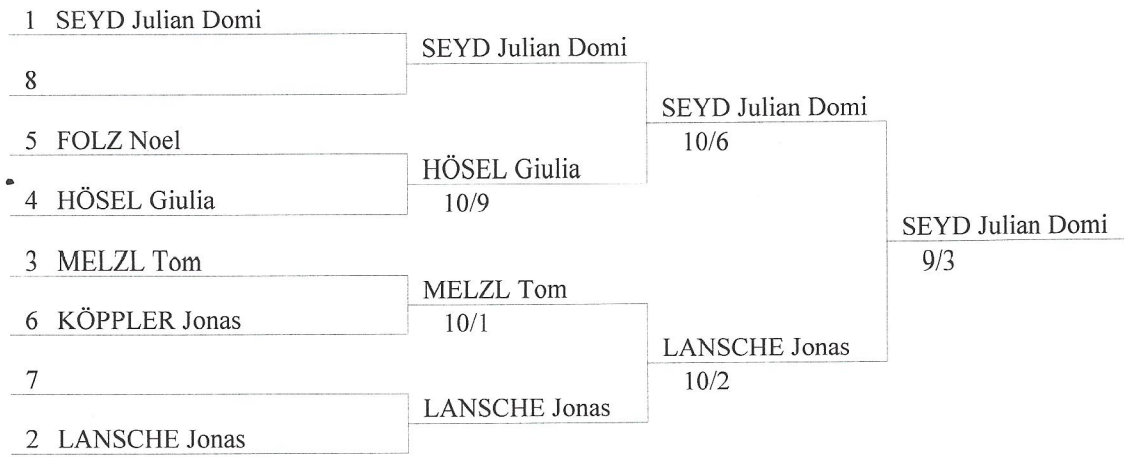 1 SEYD Julian Domi
SEYD Julian Domi
8
SEYD Julian Domi
10/6
5 FOLZ Noel
HÖSEL Giulia
10/9
4 HÖSEL Giulia
SEYD Julian Domi
9/3
3 MELZL Tom
MELZL Tom
10/1
6 KÖPPLER Jonas
LANSCHE Jonas
10/2
7
LANSCHE Jonas
2 LANSCHE Jonas